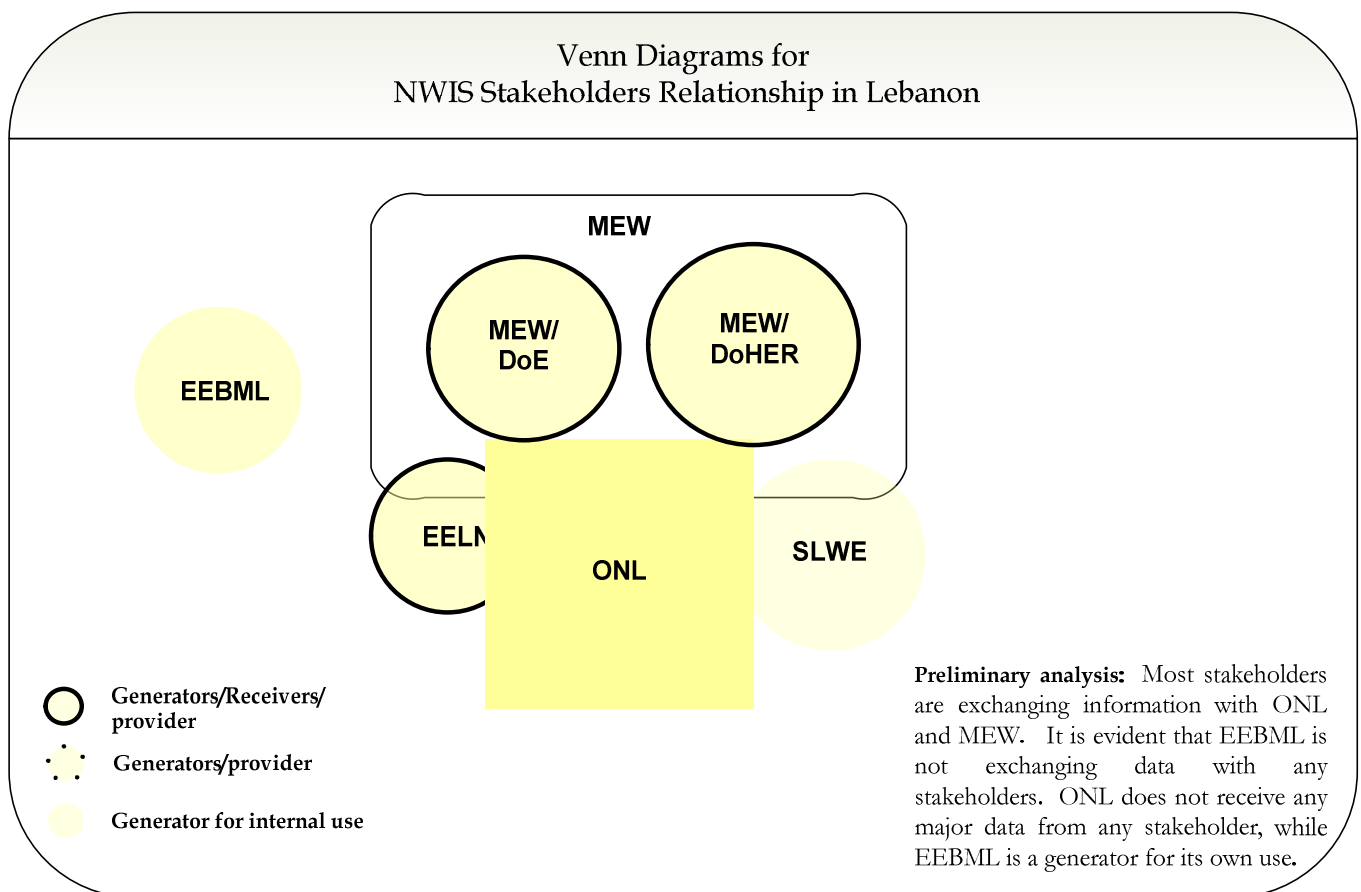 Venn Diagrams for
NWIS Stakeholders Relationship in Lebanon
MEW
MEW/
DoE
MEW/
DoHER
EEBML
EELN
ONL
SLWE
Generators/Receivers/
provider
Generators/provider
Generator for internal use
Preliminary analysis: Most stakeholders
are exchanging information with ONL
and MEW. It is evident that EEBML is
not exchanging data with any
stakeholders. ONL does not receive any
major data from any stakeholder, while
EEBML is a generator for its own use.